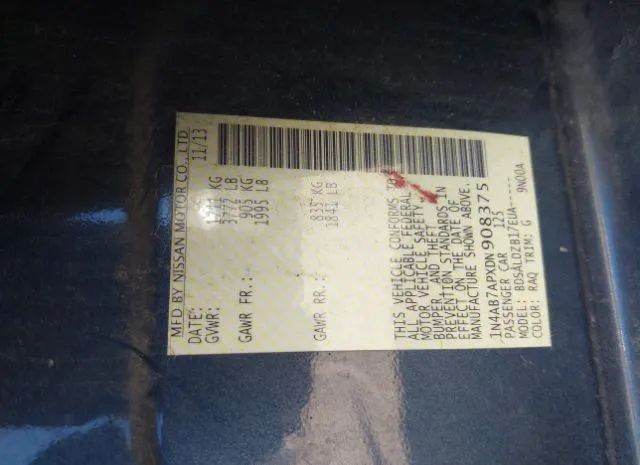 MFD BY NISSAN MOTOR CO., LTD
DATE: 11/13
GVWR: KG
3772 LB
GAWR FR.: 905 KG
1995 LB
GAWR RR.: 835 KG
1841 LB
THIS VEHICLE CONFORMS TO
ALL APPLICABLE FEDERAL
MOTOR VEHICLE SAFETY,
BUMPER, AND THEFT
PREVENTION STANDARDS IN
EFFECT ON THE DATE OF
MANUFACTURE SHOWN ABOVE.
1N4AB7APXDN908375
PASSENGER CAR 125
MODEL: BDSALDZB17EUA-----
COLOR: RAQ TRIM: G 9N00A